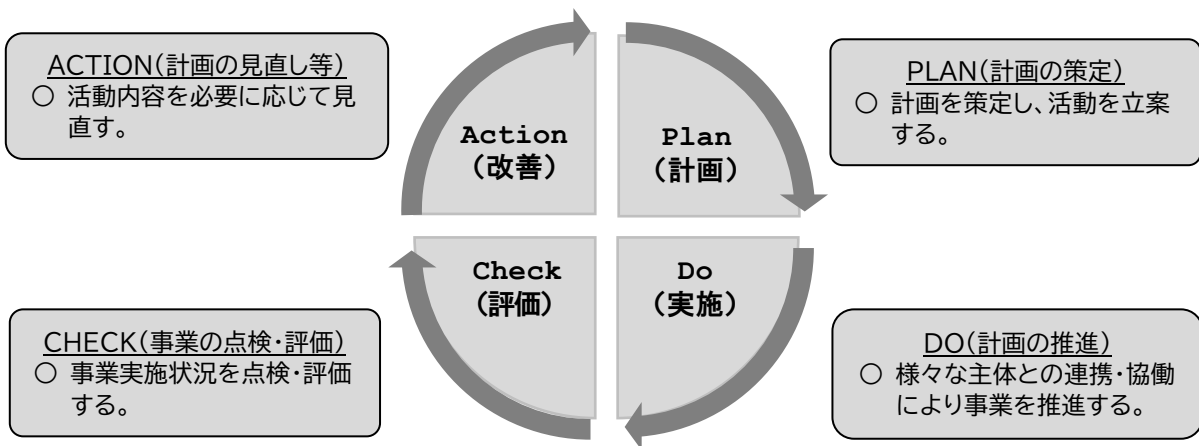 ACTION(計画の見直し等)
○ 活動内容を必要に応じて見
直す。
Action
(改善)
Plan
(計画)
PLAN(計画の策定)
○ 計画を策定し、活動を立案
する。
CHECK(事業の点検・評価)
○ 事業実施状況を点検・評価
する。
Check
(評価)
Do
(実施)
DO(計画の推進)
○ 様々な主体との連携・協働
により事業を推進する。